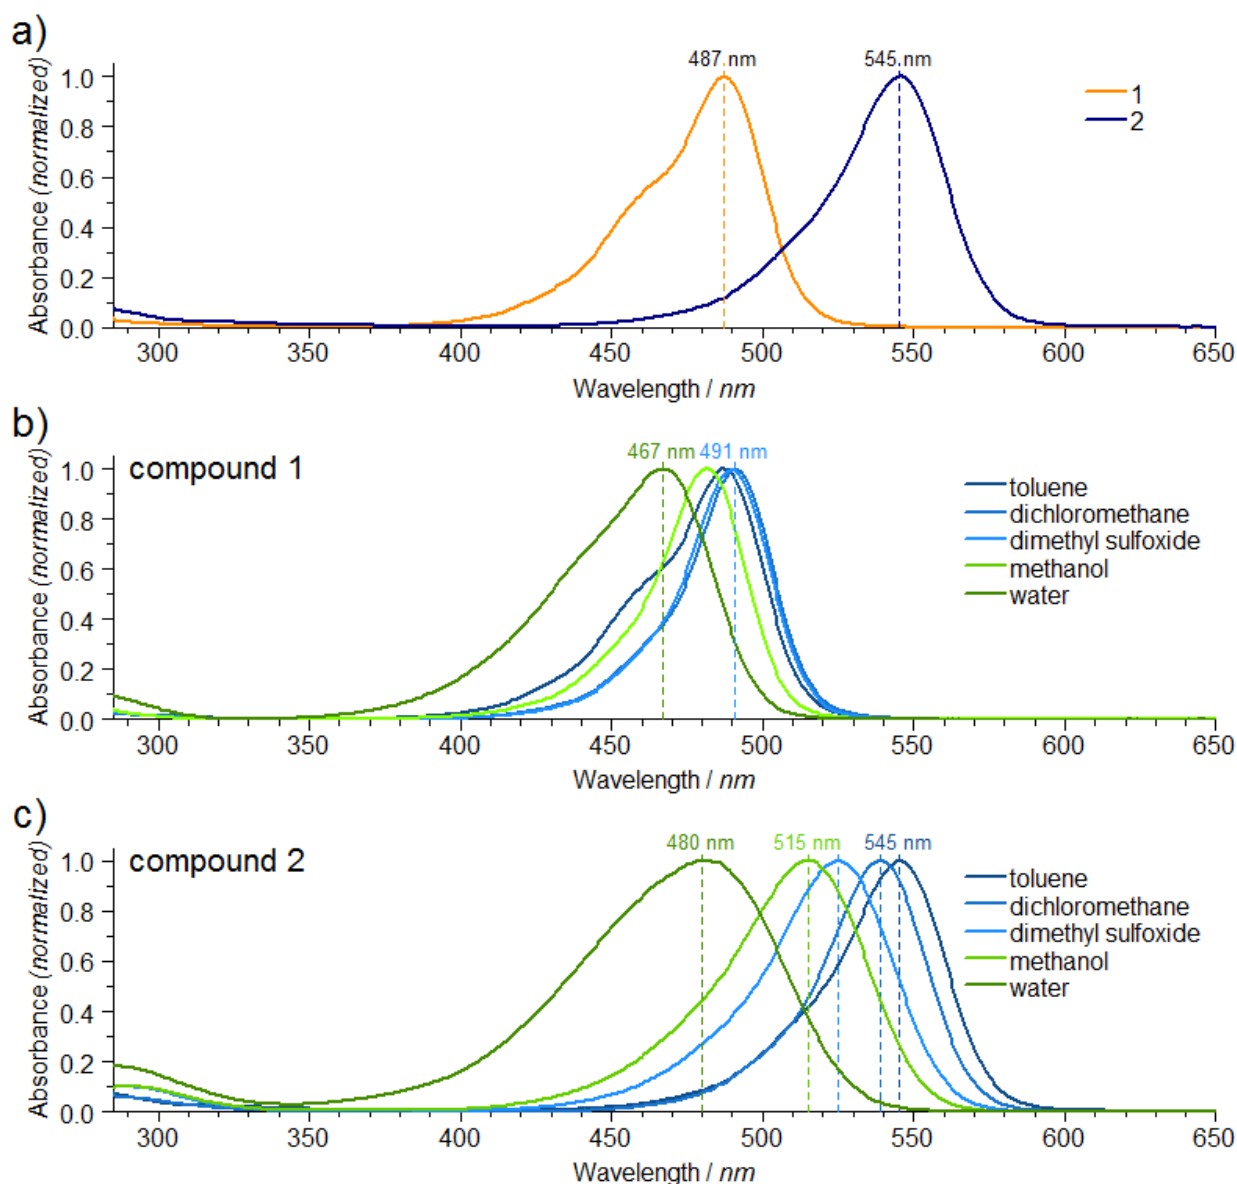 a)
487 nm 545 nm
1
2
Absorbance (normalized)
1.0
0.8
0.6
0.4
0.2
0.0
300 350 400 450 500 550 600 650
Wavelength / nm
b)
compound 1
467 nm 491 nm
toluene
dichloromethane
dimethyl sulfoxide
methanol
water
Absorbance (normalized)
1.0
0.8
0.6
0.4
0.2
0.0
300 350 400 450 500 550 600 650
Wavelength / nm
c)
compound 2
480 nm 515 nm 545 nm
toluene
dichloromethane
dimethyl sulfoxide
methanol
water
Absorbance (normalized)
1.0
0.8
0.6
0.4
0.2
0.0
300 350 400 450 500 550 600 650
Wavelength / nm